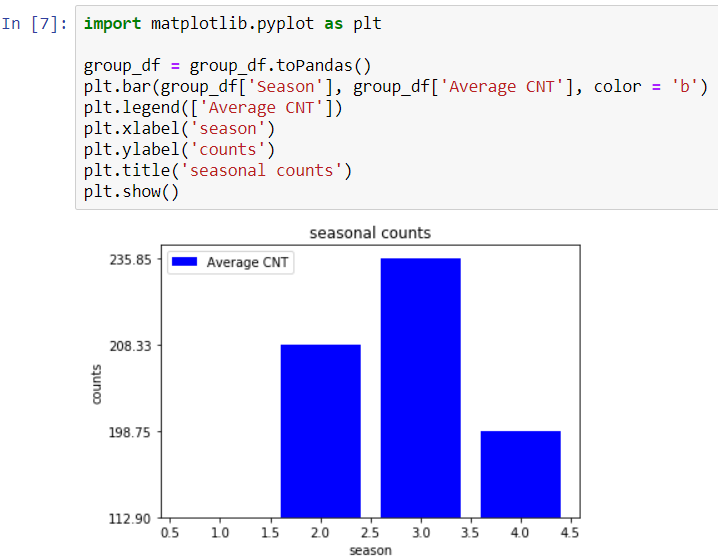 In [7]: import matplotlib.pyplot as plt
group_df = group_df.toPandas()
plt.bar(group_df['Season'], group_df['Average CNT'], color = 'b')
plt.legend(['Average CNT'])
plt.xlabel('season')
plt.ylabel('counts')
plt.title('seasonal counts')
plt.show()
seasonal counts
Average CNT
235.85
208.33
198.75
112.90
counts
0.5 1.0 1.5 2.0 2.5 3.0 3.5 4.0 4.5
season